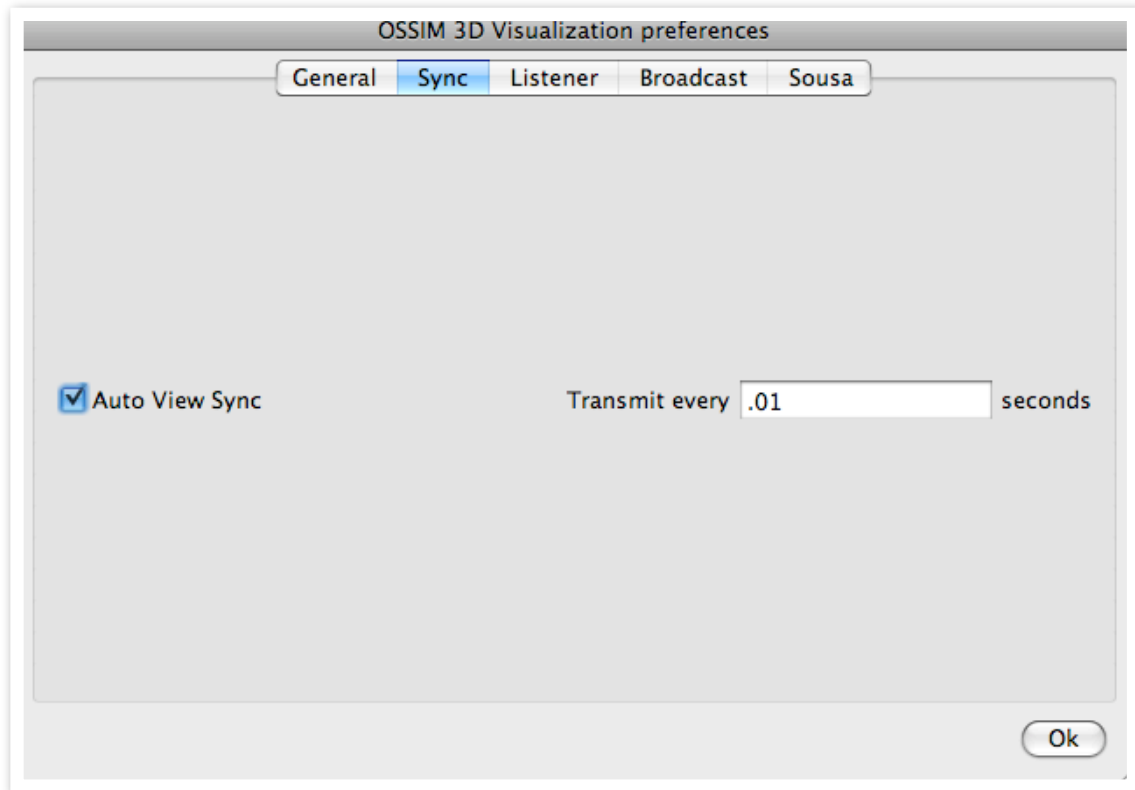 OSSIM 3D Visualization preferences
General Sync Listener Broadcast Sousa
Auto View Sync Transmit every .01 seconds
Ok